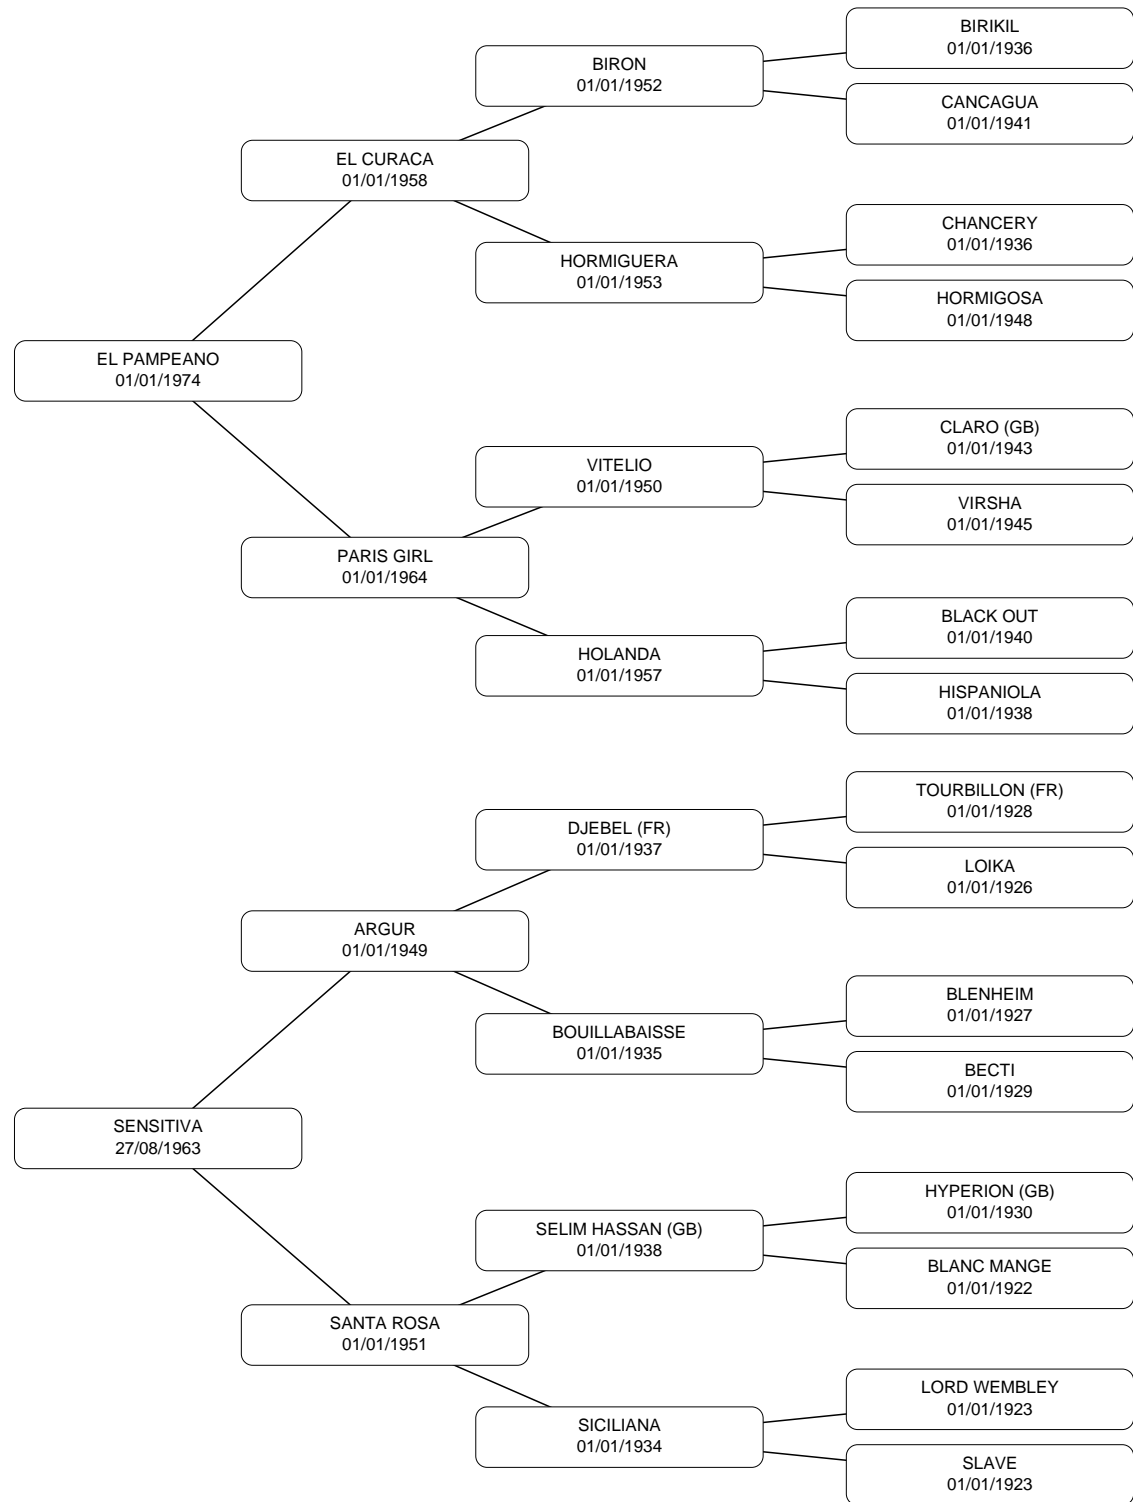 BIRIKIL
01/01/1936
BIRON
01/01/1952
CANCAGUA
01/01/1941
EL CURACA
01/01/1958
CHANCERY
01/01/1936
HORMIGUERA
01/01/1953
HORMIGOSA
01/01/1948
EL PAMPEANO
01/01/1974
CLARO (GB)
01/01/1943
VITELIO
01/01/1950
VIRSHA
01/01/1945
PARIS GIRL
01/01/1964
BLACK OUT
01/01/1940
HOLANDA
01/01/1957
HISPANIOLA
01/01/1938
TOURBILLON (FR)
01/01/1928
DJEBEL (FR)
01/01/1937
LOIKA
01/01/1926
ARGUR
01/01/1949
BLENHEIM
01/01/1927
BOUILLABAISSE
01/01/1935
BECTI
01/01/1929
SENSITIVA
27/08/1963
HYPERION (GB)
01/01/1930
SELIM HASSAN (GB)
01/01/1938
BLANC MANGE
01/01/1922
SANTA ROSA
01/01/1951
LORD WEMBLEY
01/01/1923
SICILIANA
01/01/1934
SLAVE
01/01/1923